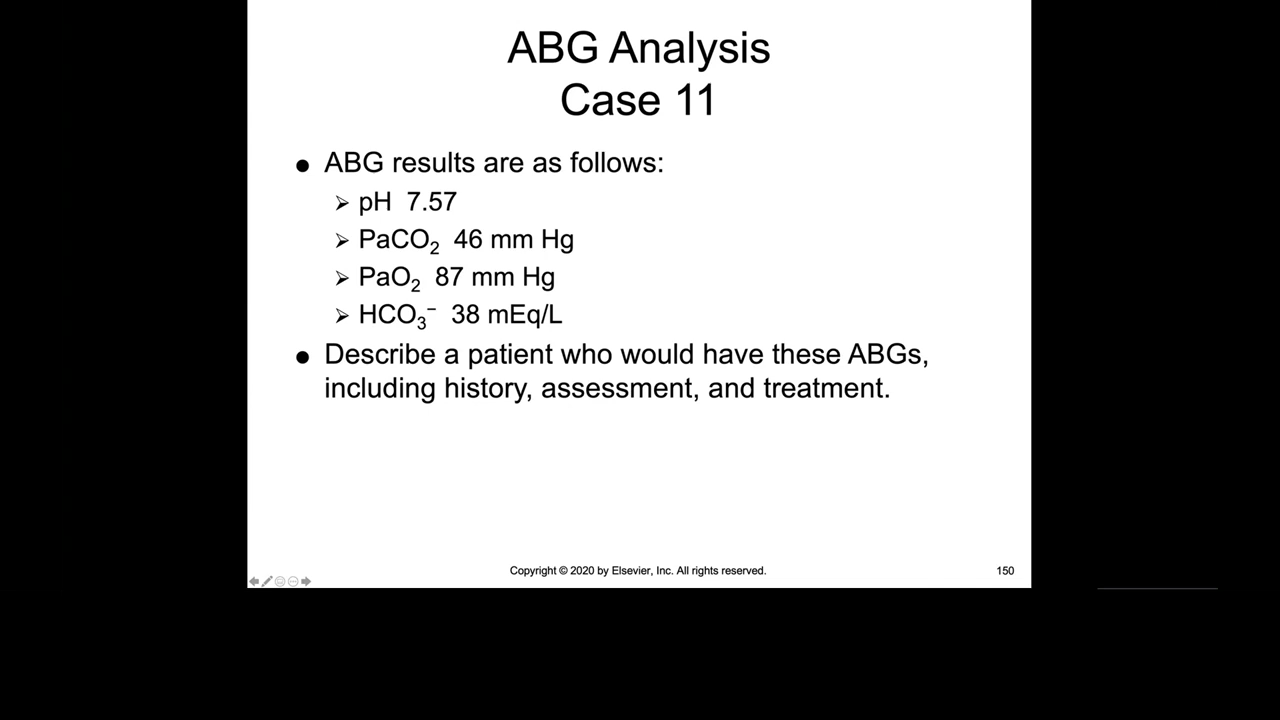 ABG Analysis
Case 11
● ABG results are as follows:
➢ pH 7.57
➢ PaCO₂ 46 mm Hg
➢ PaO₂ 87 mm Hg
➢ HCO₃⁻ 38 mEq/L
● Describe a patient who would have these ABGs,
including history, assessment, and treatment.
Copyright © 2020 by Elsevier, Inc. All rights reserved.
150